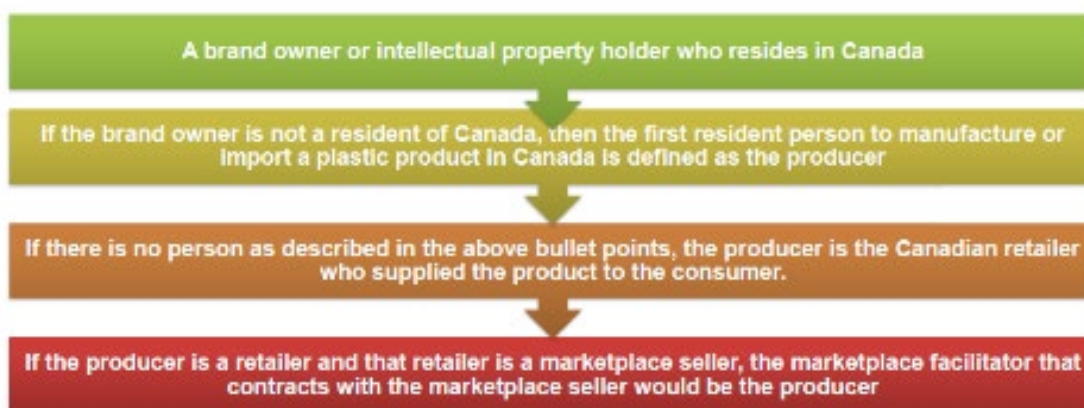 A brand owner or intellectual property holder who resides in Canada
If the brand owner is not a resident of Canada, then the first resident person to manufacture or
import a plastic product in Canada is defined as the producer
If there is no person as described in the above bullet points, the producer is the Canadian retailer
who supplied the product to the consumer.
If the producer is a retailer and that retailer is a marketplace seller, the marketplace facilitator that
contracts with the marketplace seller would be the producer